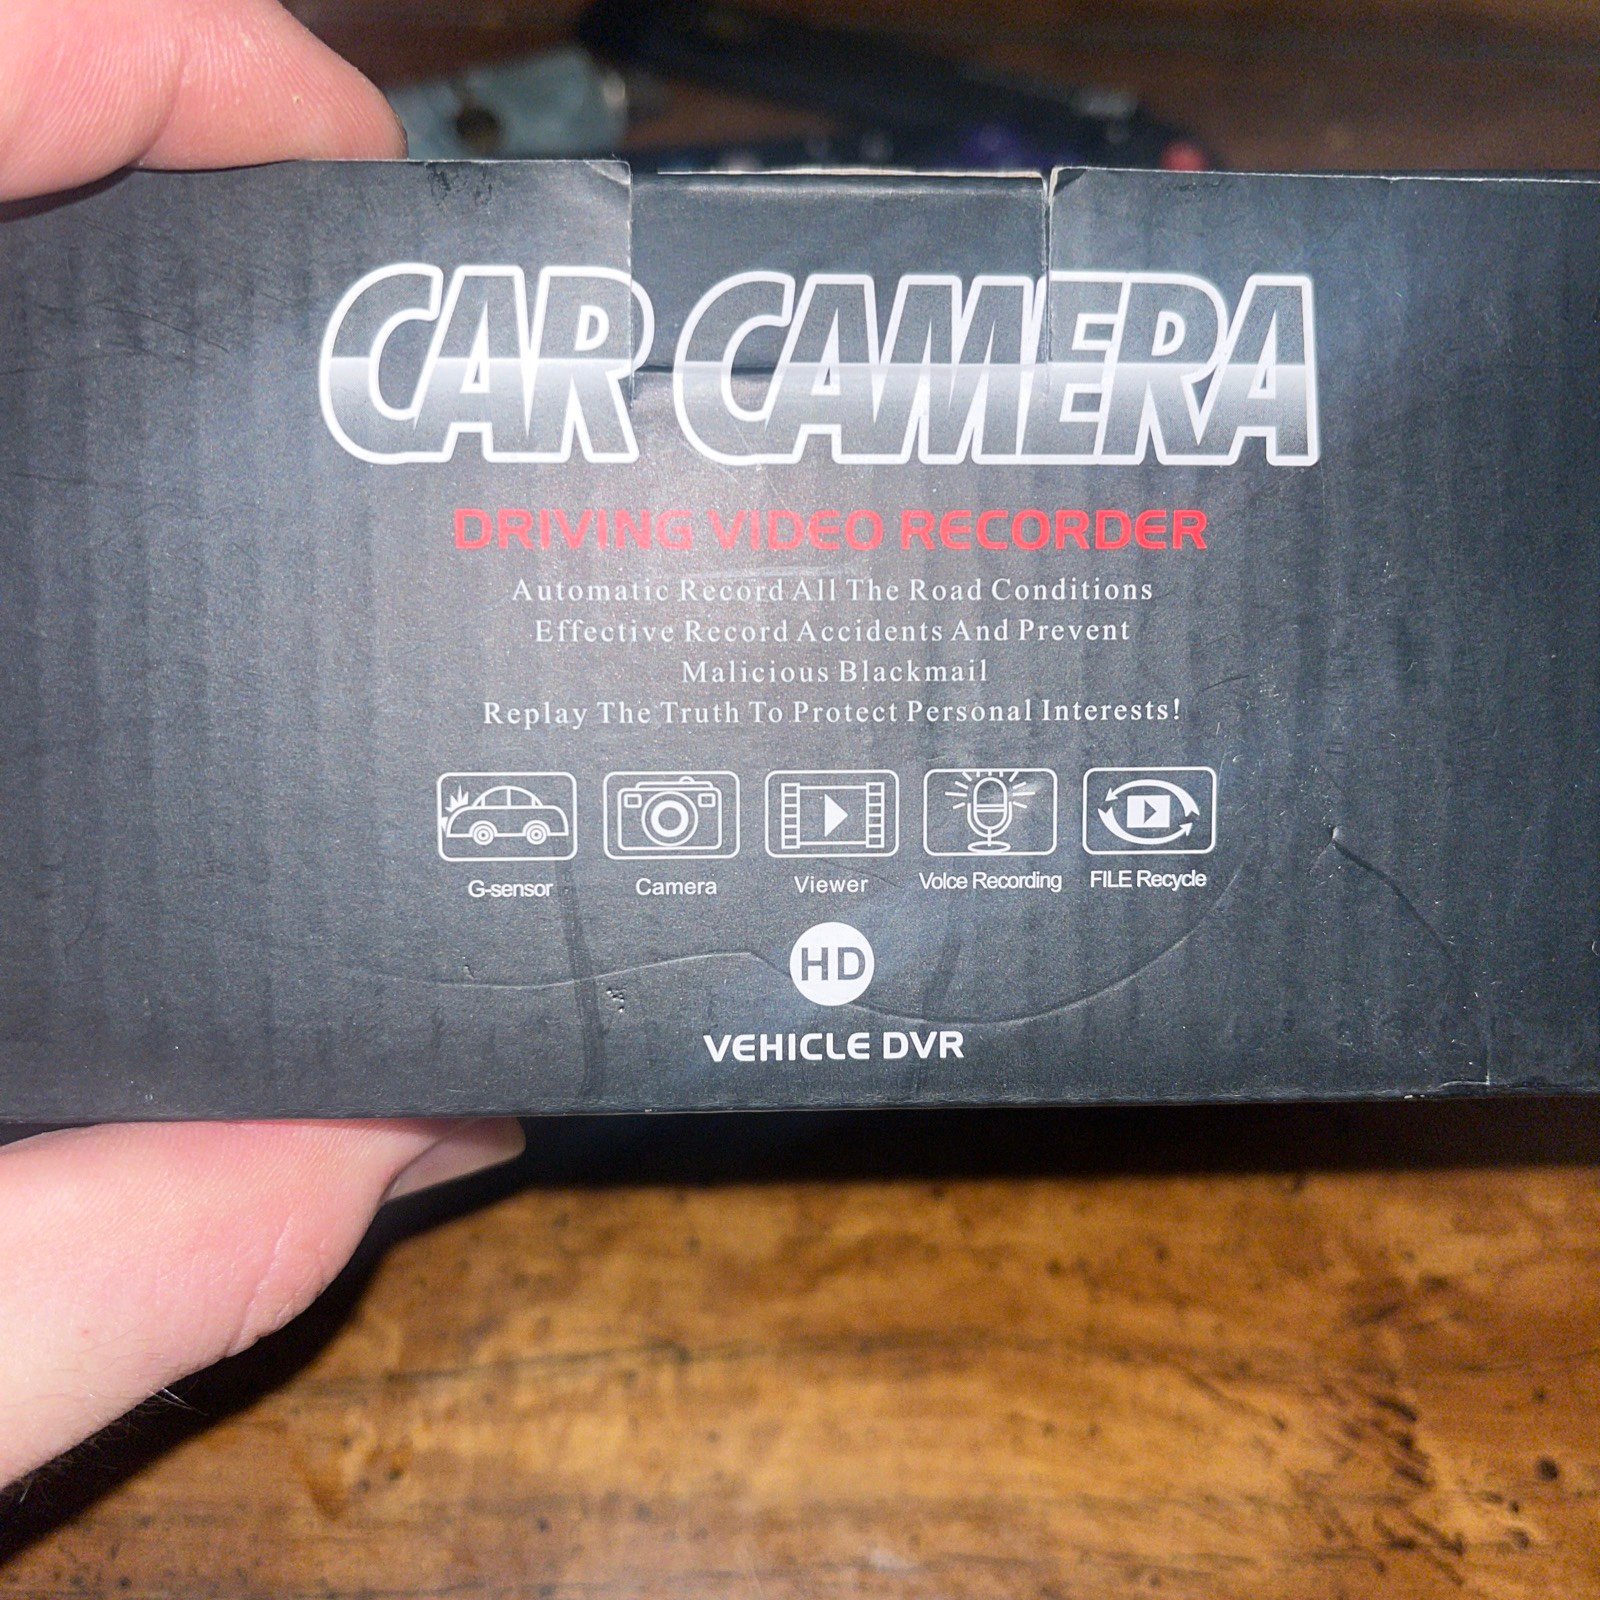 CAR CAMERA
DRIVING VIDEO RECORDER
Automatic Record All The Road Conditions
Effective Record Accidents And Prevent
Malicious Blackmail
Replay The Truth To Protect Personal Interests!
G-sensor Camera Viewer Volce Recording FILE Recycle
HD
VEHICLE DVR